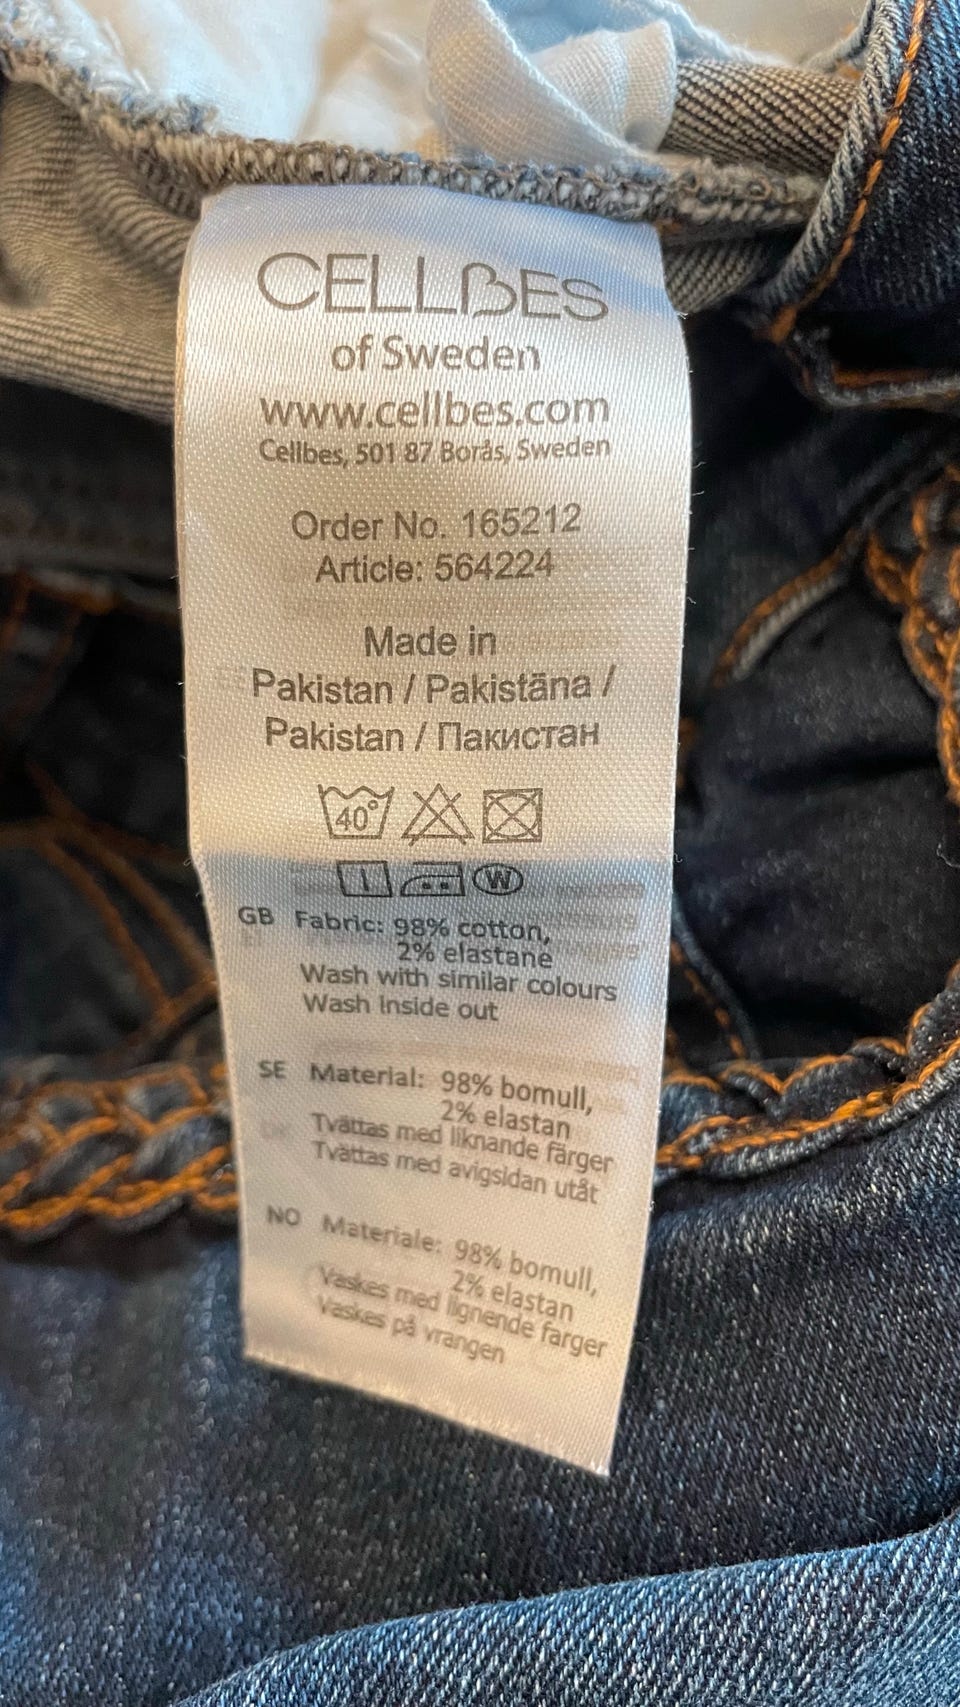 CELLBES
of Sweden
www.cellbes.com
Cellbes, 501 87 Borås, Sweden
Order No. 165212
Article: 564224
Made in
Pakistan / Pakistäna /
Pakistan / Пакистан
40°
I W
GB Fabric: 98% cotton,
2% elastane
Wash with similar colours
Wash Inside out
SE Material: 98% bomull,
2% elastan
Tvättas med liknande färger
Tvättas med avigsidan utåt
NO Materiale: 98% bomull,
2% elastan
Vaskes med lignende farger
Vaskes på vrangen